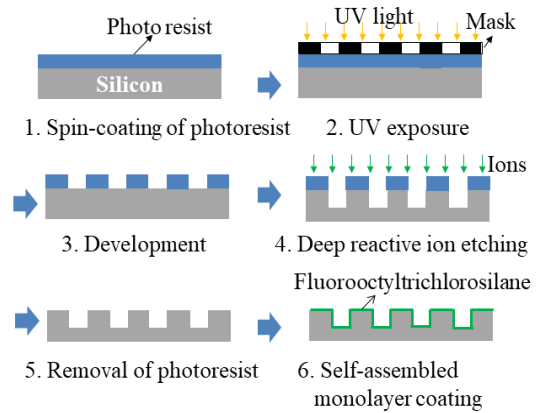 Photo resist
Silicon
1. Spin-coating of photoresist
UV light
Mask
2. UV exposure
3. Development
Ions
4. Deep reactive ion etching
5. Removal of photoresist
Fluorooctyltrichlorosilane
6. Self-assembled
monolayer coating